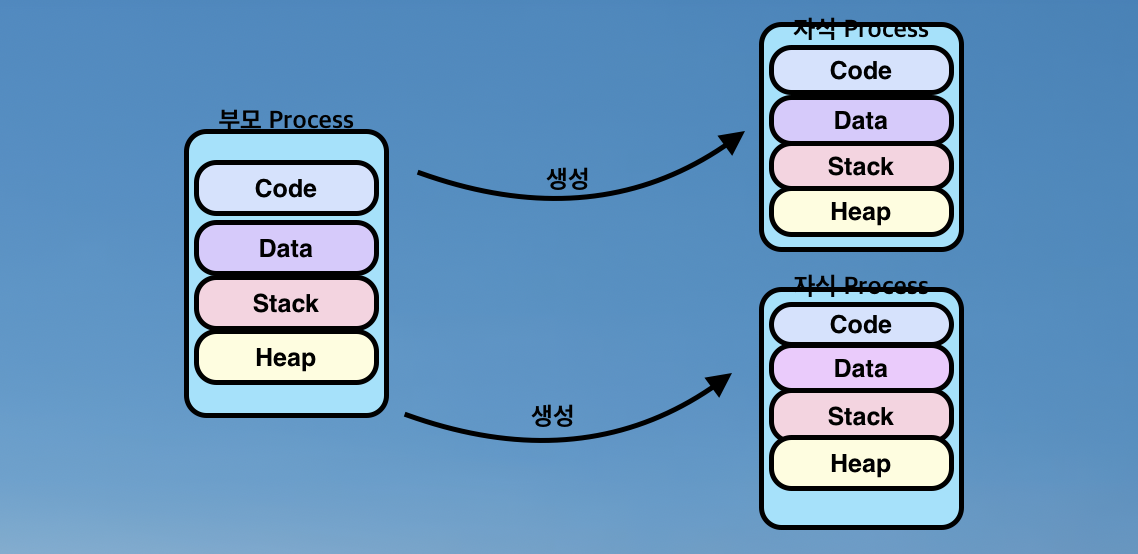 부모 Process
Code
Data
Stack
Heap
생성
생성
자식 Process
Code
Data
Stack
Heap
자식 Process
Code
Data
Stack
Heap